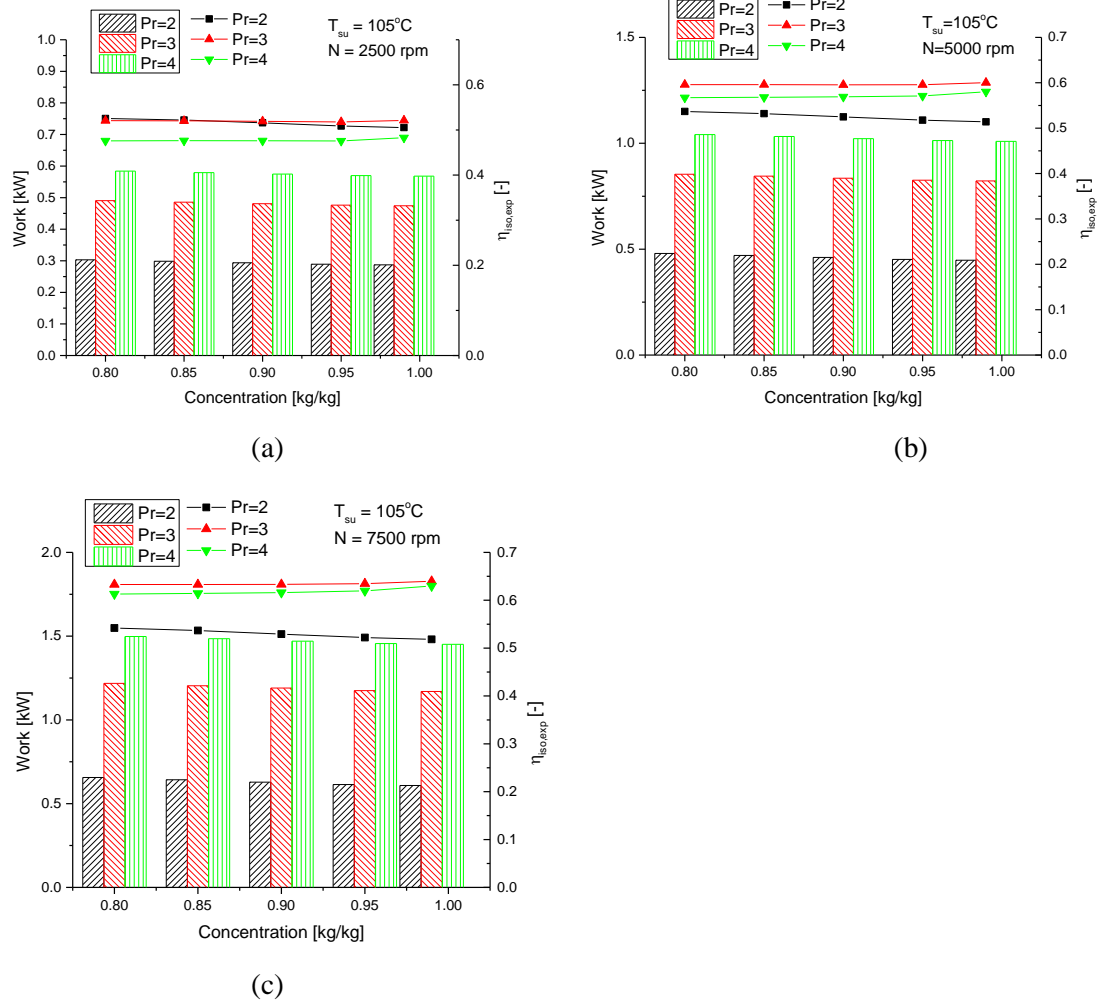 Pr=2
Pr=3
Pr=4
Pr=2
Pr=3
Pr=4
T_su = 105°C
N = 2500 rpm
1.0
0.9
0.8
0.7
0.6
0.5
0.4
0.3
0.2
0.1
0.0
Work [kW]
0.6
0.4
0.2
0.0
η_iso,exp [-]
0.80
0.85
0.90
0.95
1.00
Concentration [kg/kg]
(a)
Pr=2
Pr=3
Pr=4
Pr=2
Pr=3
Pr=4
T_su=105°C
N=5000 rpm
1.5
1.0
0.5
0.0
Work [kW]
0.7
0.6
0.5
0.4
0.3
0.2
0.1
0.0
η_iso,exp [-]
0.80
0.85
0.90
0.95
1.00
Concentration [kg/kg]
(b)
Pr=2
Pr=3
Pr=4
Pr=2
Pr=3
Pr=4
T_su = 105°C
N = 7500 rpm
2.0
1.5
1.0
0.5
0.0
Work [kW]
0.7
0.6
0.5
0.4
0.3
0.2
0.1
0.0
η_iso,exp [-]
0.80
0.85
0.90
0.95
1.00
Concentration [kg/kg]
(c)